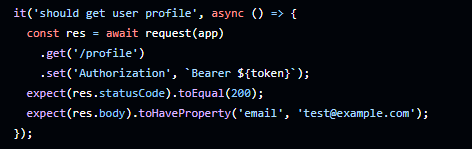 it('should get user profile', async () => {
  const res = await request(app)
    .get('/profile')
    .set('Authorization', `Bearer ${token}`);
  expect(res.statusCode).toEqual(200);
  expect(res.body).toHaveProperty('email', 'test@example.com');
});